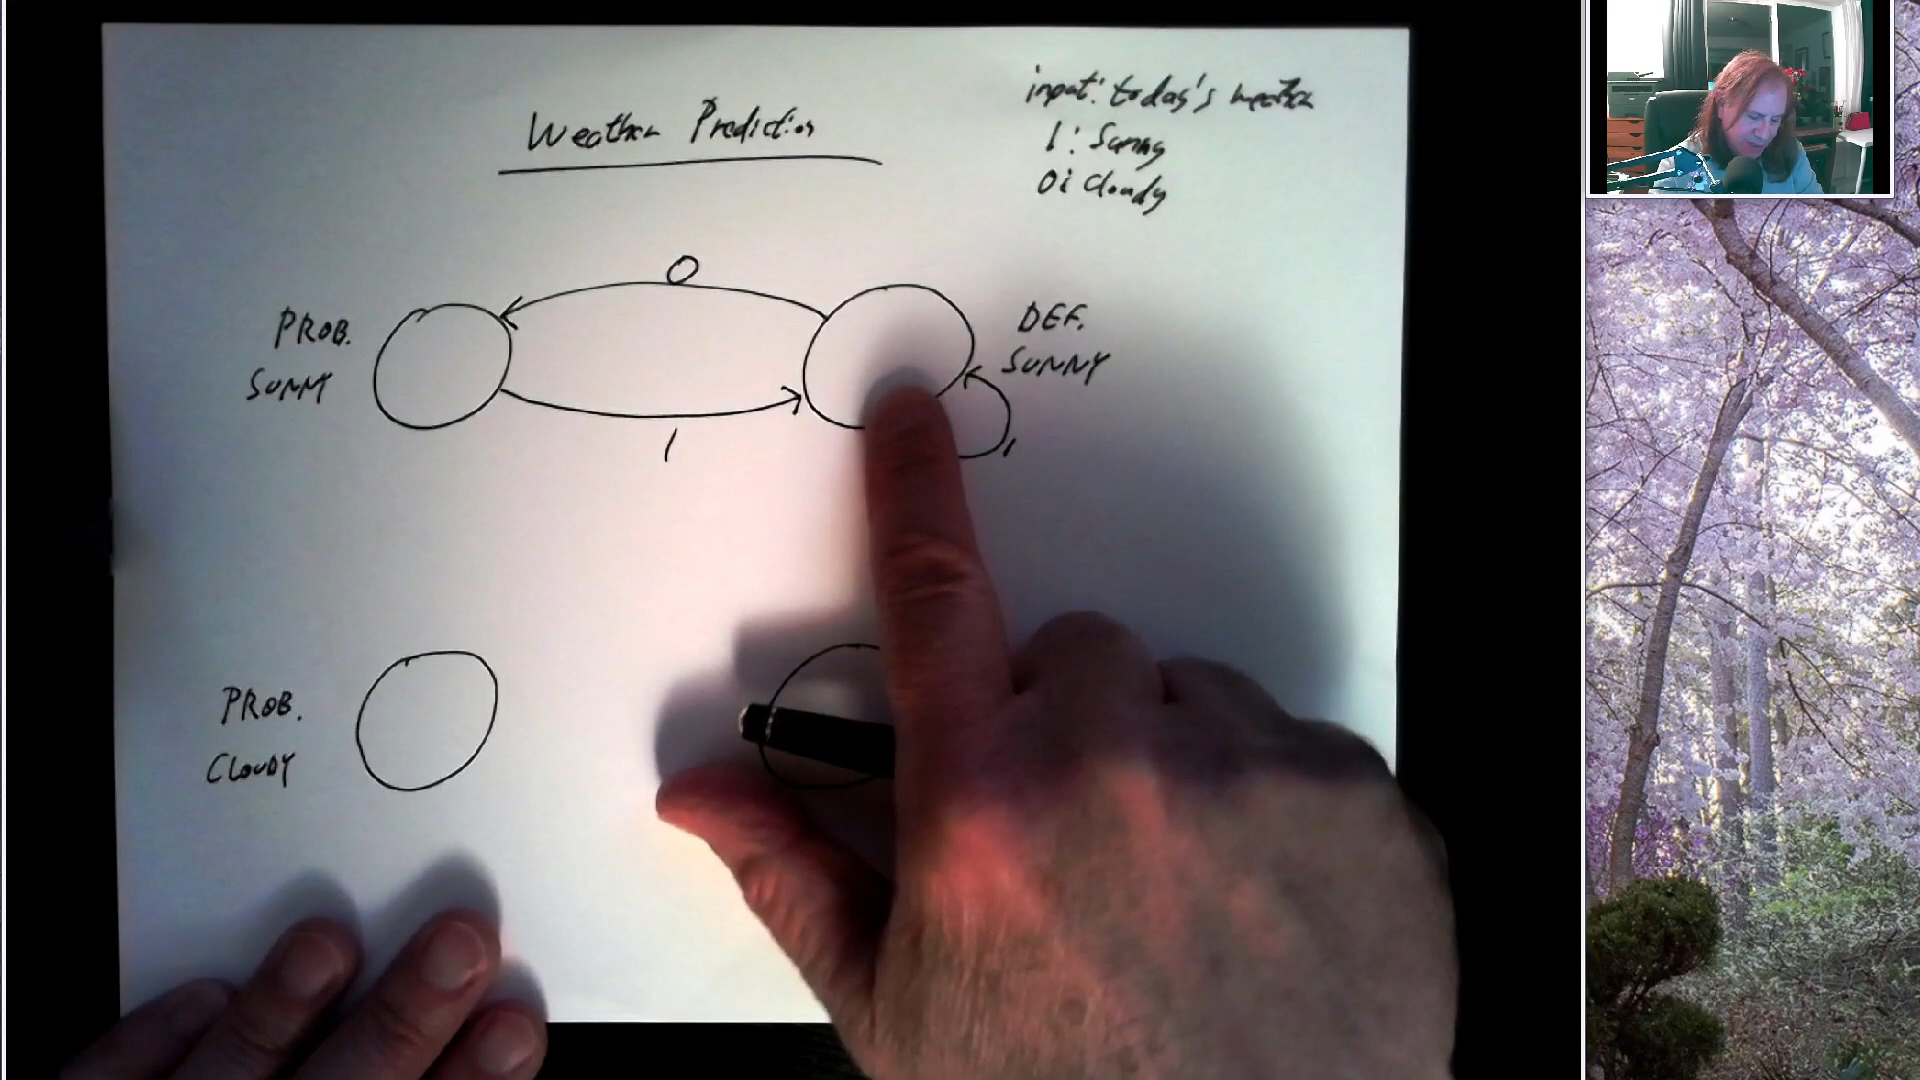 Weather Prediction
input: today's weather
1: Sunny
0: Cloudy
0
PROB.
SUNNY
DEF.
SUNNY
1
1
PROB.
CLOUDY